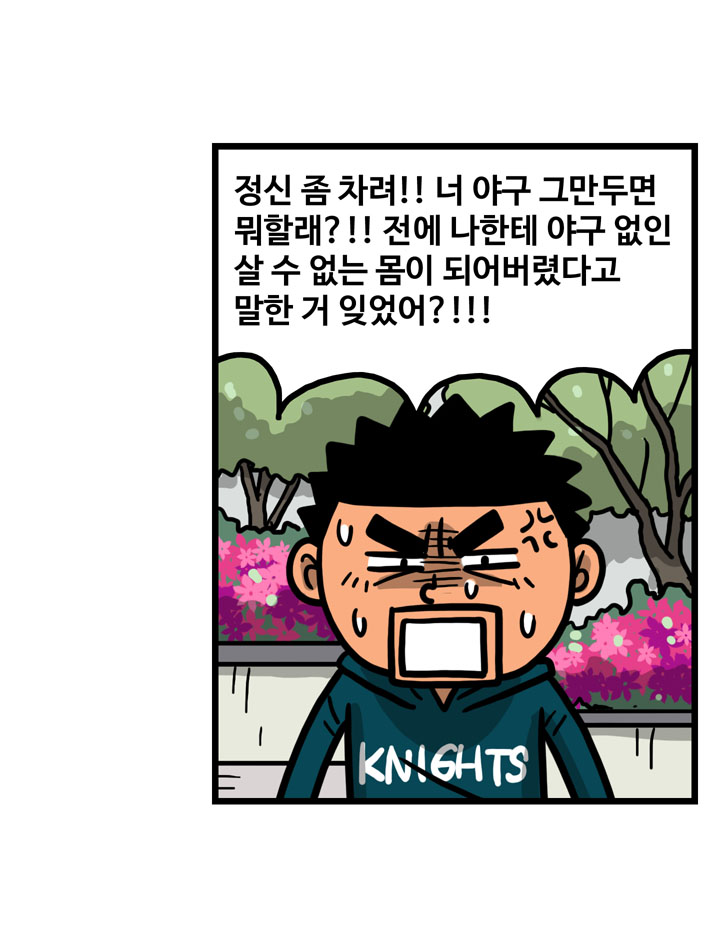 정신 좀 차려!! 너 야구 그만두면
뭐할래?!! 전에 나한테 야구 없인
살 수 없는 몸이 되어버렸다고
말한 거 잊었어?!!!
KNIGHTS